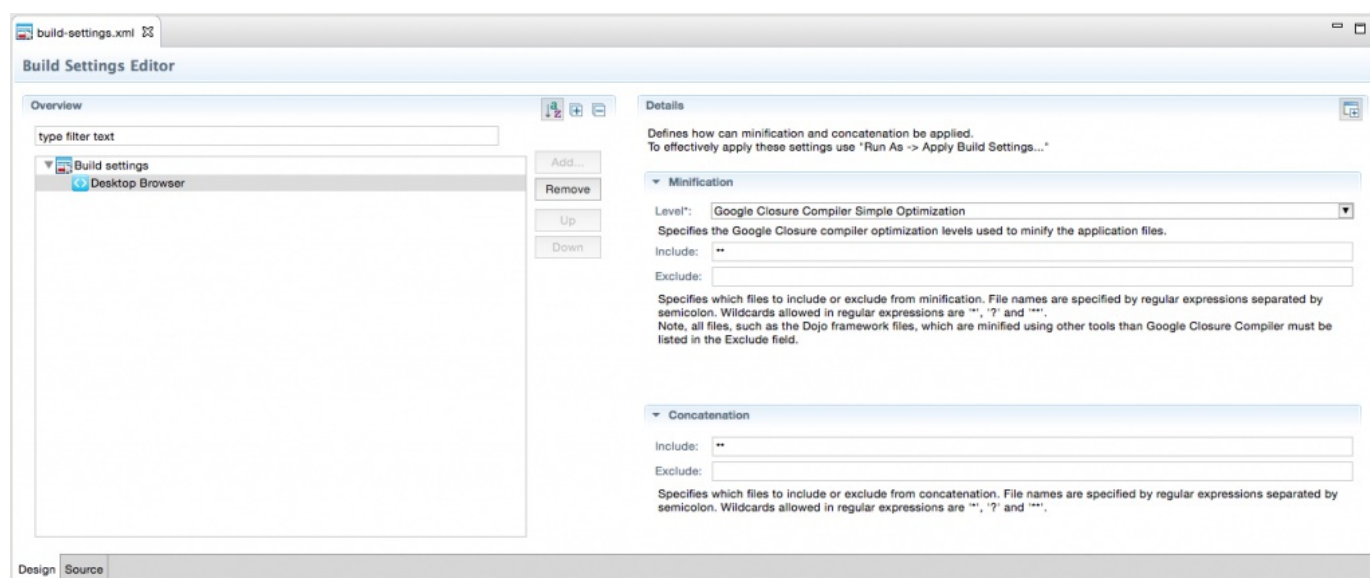 build-settings.xml
Build Settings Editor
Overview
type filter text
Build settings
Desktop Browser
Add...
Remove
Up
Down
Details
Defines how can minification and concatenation be applied.
To effectively apply these settings use "Run As -> Apply Build Settings..."
Minification
Level*: Google Closure Compiler Simple Optimization
Specifies the Google Closure compiler optimization levels used to minify the application files.
Include: **
Exclude:
Specifies which files to include or exclude from minification. File names are specified by regular expressions separated by
semicolon. Wildcards allowed in regular expressions are '*', '?' and '**'.
Note, all files, such as the Dojo framework files, which are minified using other tools than Google Closure Compiler must be
listed in the Exclude field.
Concatenation
Include: **
Exclude:
Specifies which files to include or exclude from concatenation. File names are specified by regular expressions separated by
semicolon. Wildcards allowed in regular expressions are '*', '?' and '**'.
Design Source